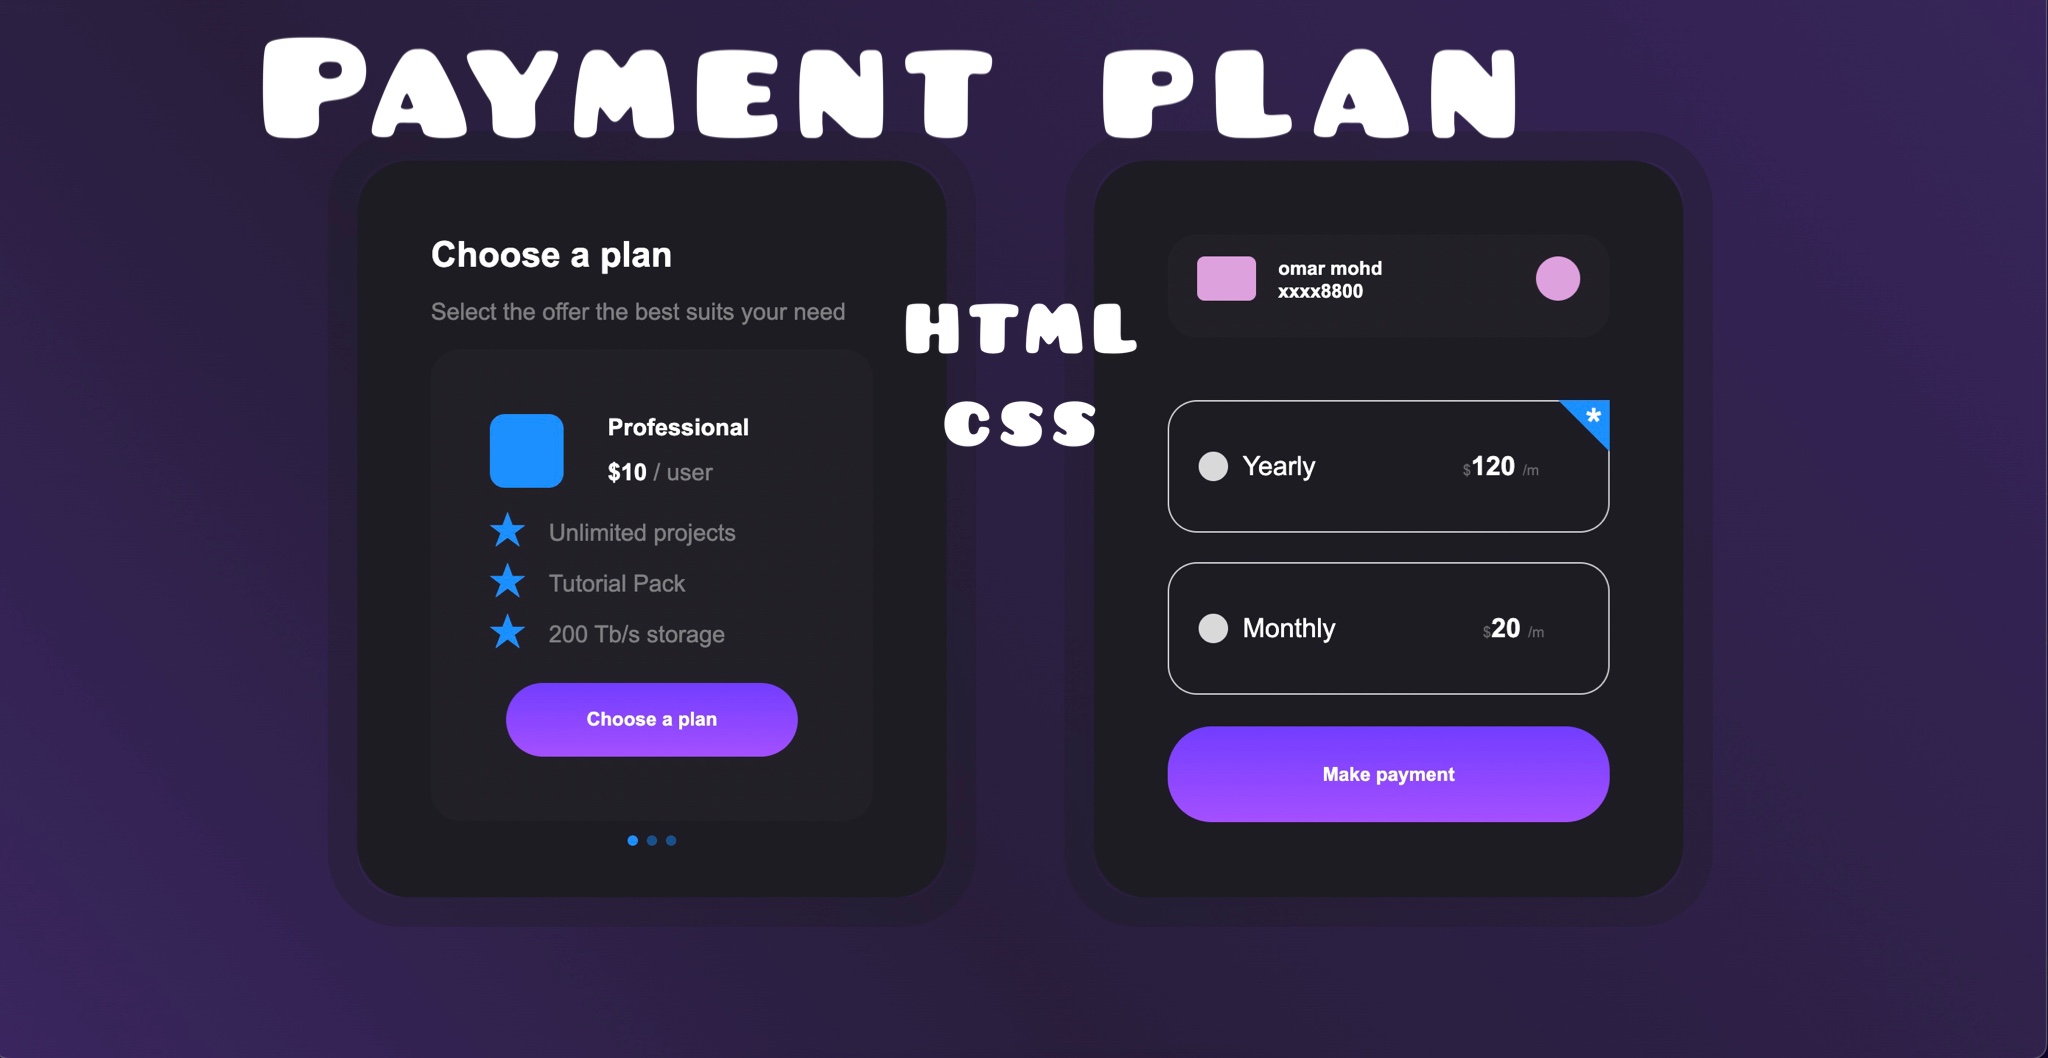 Payment plan
Choose a plan
Select the offer the best suits your need
Professional
$10 / user
Unlimited projects
Tutorial Pack
200 Tb/s storage
Choose a plan
HTML
CSS
omar mohd
xxxx8800
*
Yearly $120 /m
Monthly $20 /m
Make payment